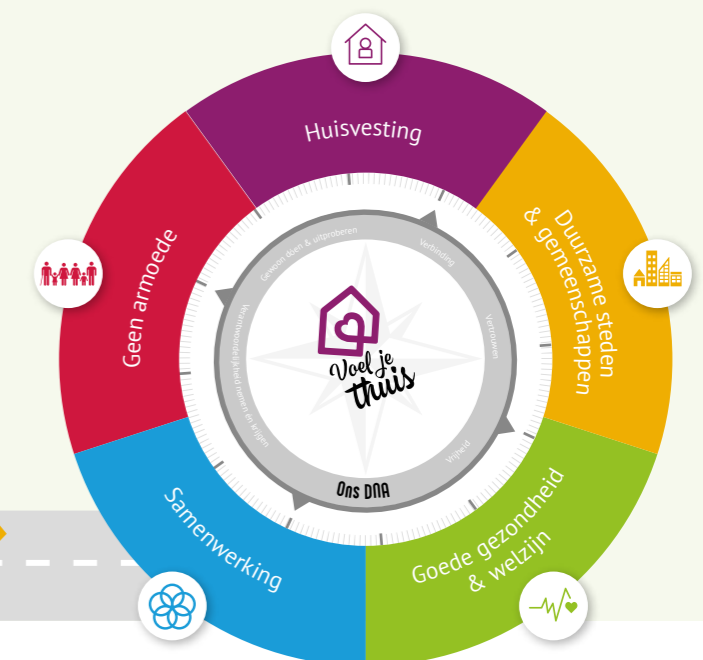 Huisvesting
Duurzame steden
& gemeenschappen
Goede gezondheid
& welzijn
Samenwerking
Geen armoede
Gewoon doen & uitproberen
Verbinding
Vertrouwen
Vrijheid
Ons DNA
Verantwoordelijkheid nemen en krijgen
Voel je
thuis